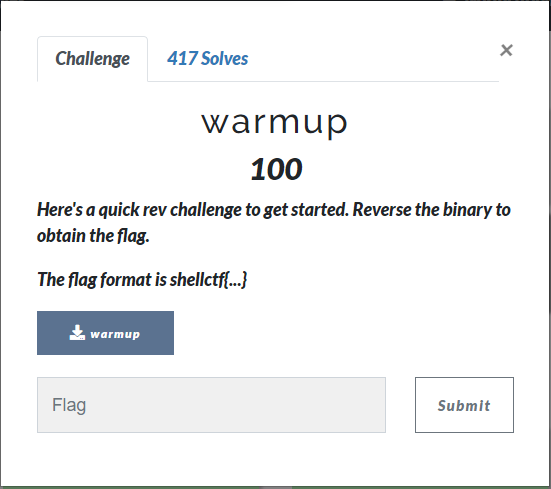 Challenge
417 Solves
×
warmup
100
Here's a quick rev challenge to get started. Reverse the binary to
obtain the flag.
The flag format is shellctf{...}
warmup
Flag
Submit